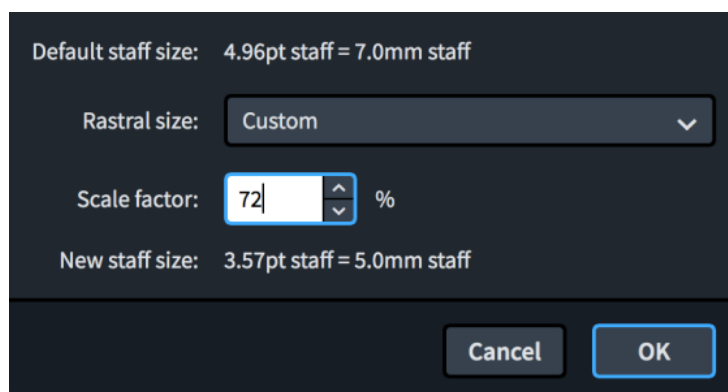 Default staff size: 4.96pt staff = 7.0mm staff
Rastral size: Custom
Scale factor: 72 %
New staff size: 3.57pt staff = 5.0mm staff
Cancel OK